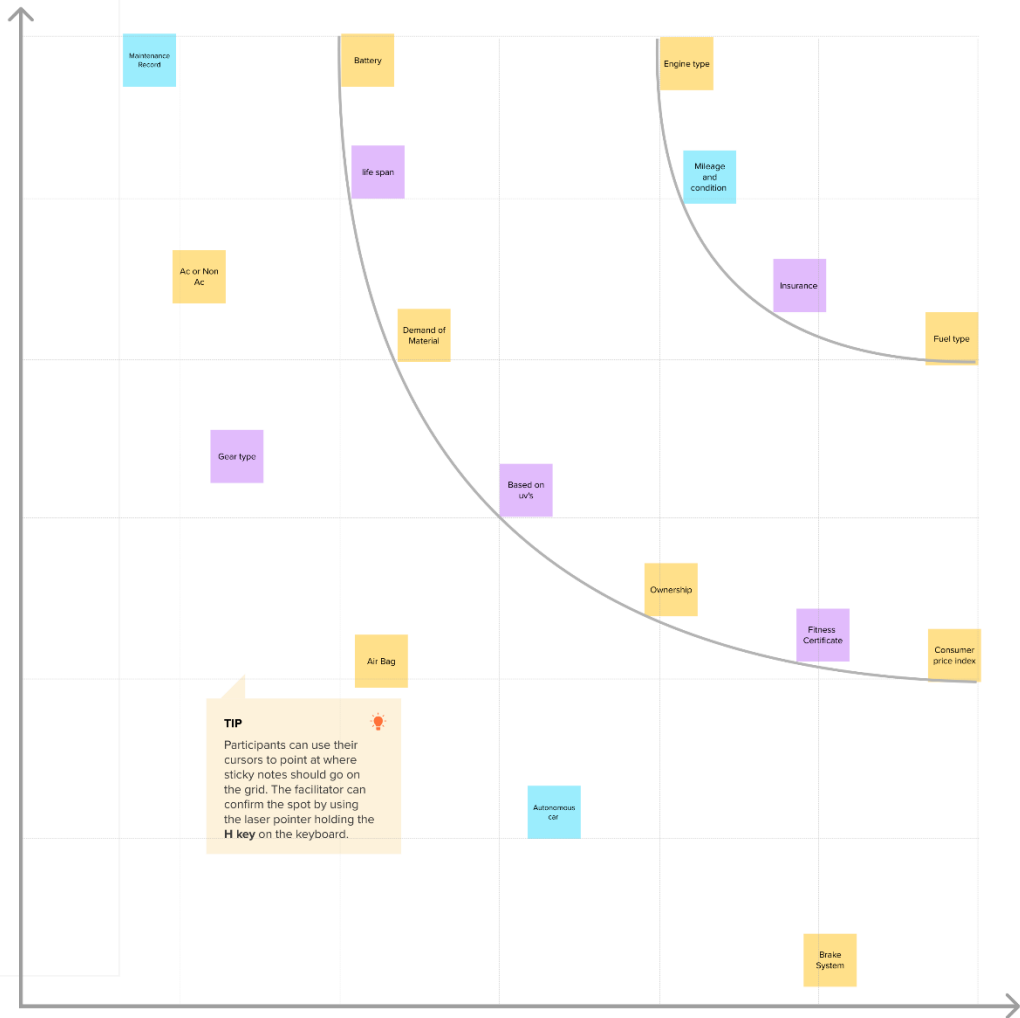 Maintenance
Record
Battery
Engine type
life span
Mileage
and
condition
Ac or Non
Ac
Insurance
Demand of
Material
Fuel type
Gear type
Based on
uv's
Ownership
Fitness
Certificate
Consumer
price index
Air Bag
TIP
Participants can use their
cursors to point at where
sticky notes should go on
the grid. The facilitator can
confirm the spot by using
the laser pointer holding the
H key on the keyboard.
Autonomous
car
Brake
System